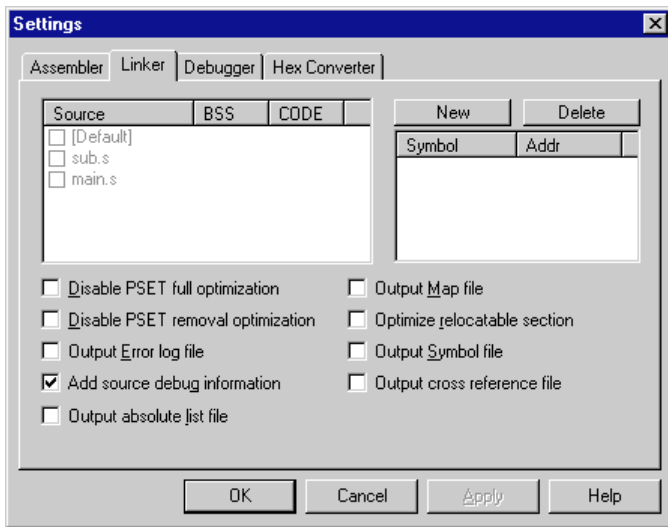 Settings
Assembler Linker Debugger Hex Converter
Source BSS CODE
[Default]
sub.s
main.s
New Delete
Symbol Addr
Disable PSET full optimization
Disable PSET removal optimization
Output Error log file
Add source debug information
Output absolute list file
Output Map file
Optimize relocatable section
Output Symbol file
Output cross reference file
OK Cancel Apply Help